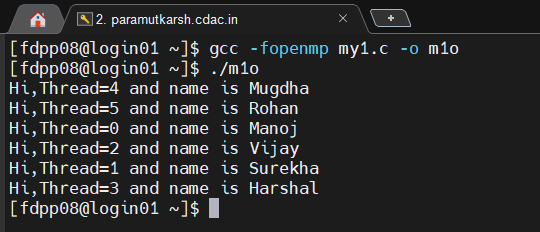 2. paramutkarsh.cdac.in
[fdpp08@login01 ~]$ gcc -fopenmp my1.c -o m1o
[fdpp08@login01 ~]$ ./m1o
Hi,Thread=4 and name is Mugdha
Hi,Thread=5 and name is Rohan
Hi,Thread=0 and name is Manoj
Hi,Thread=2 and name is Vijay
Hi,Thread=1 and name is Surekha
Hi,Thread=3 and name is Harshal
[fdpp08@login01 ~]$